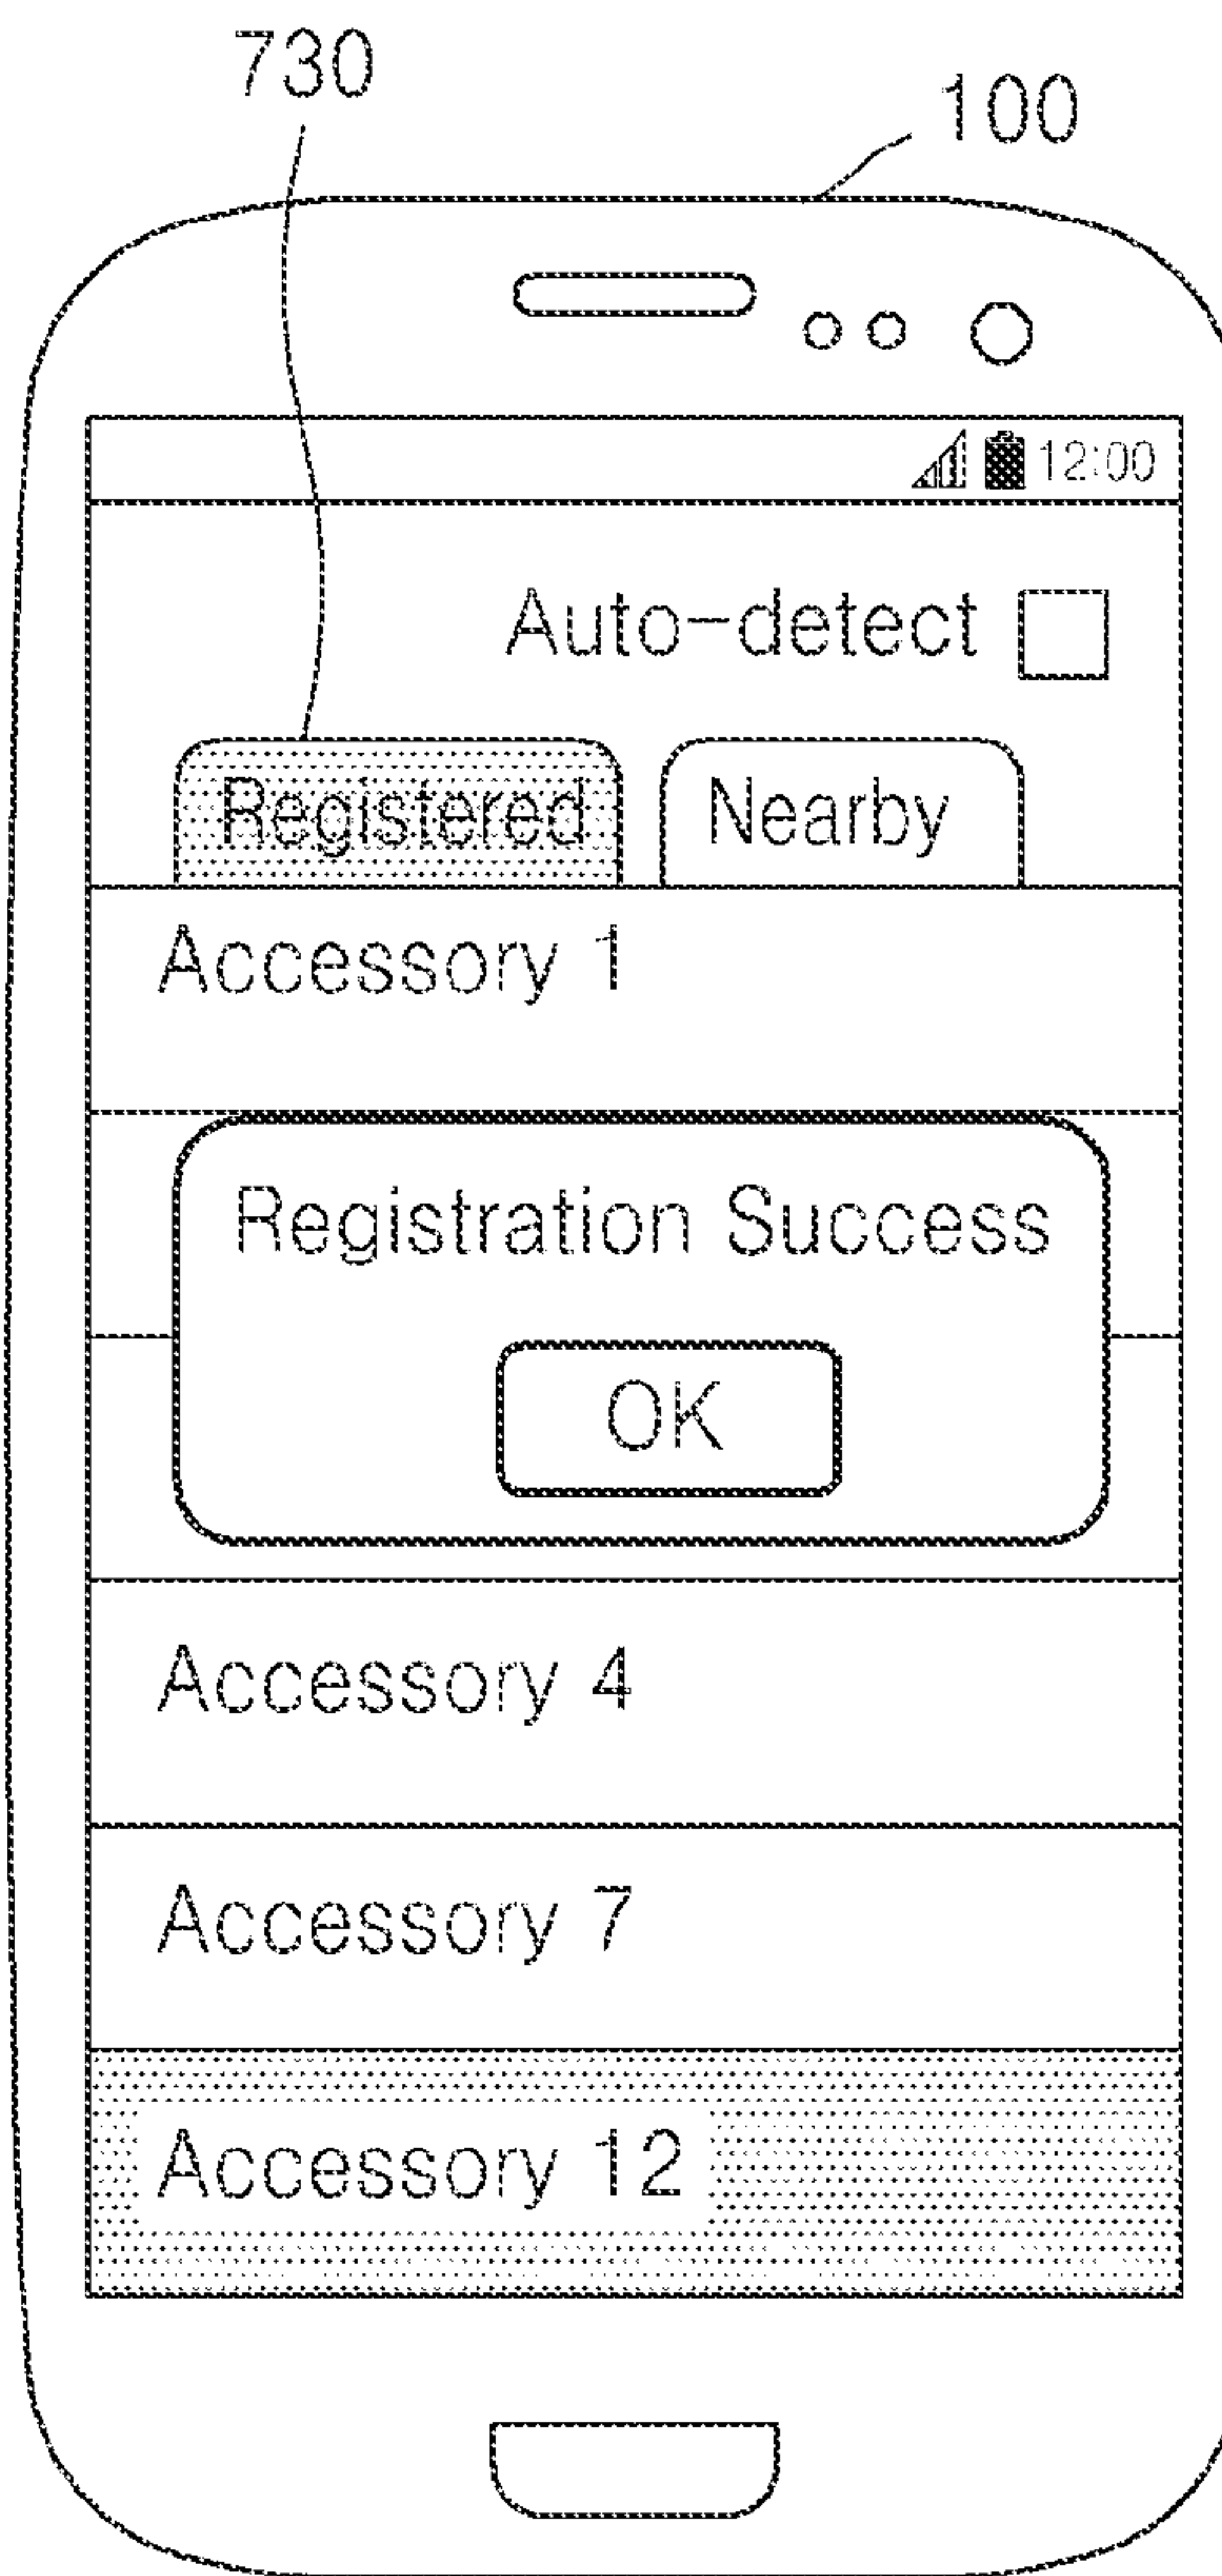 730
100
12:00
Auto-detect
Registered Nearby
Accessory 1
Registration Success
OK
Accessory 4
Accessory 7
Accessory 12